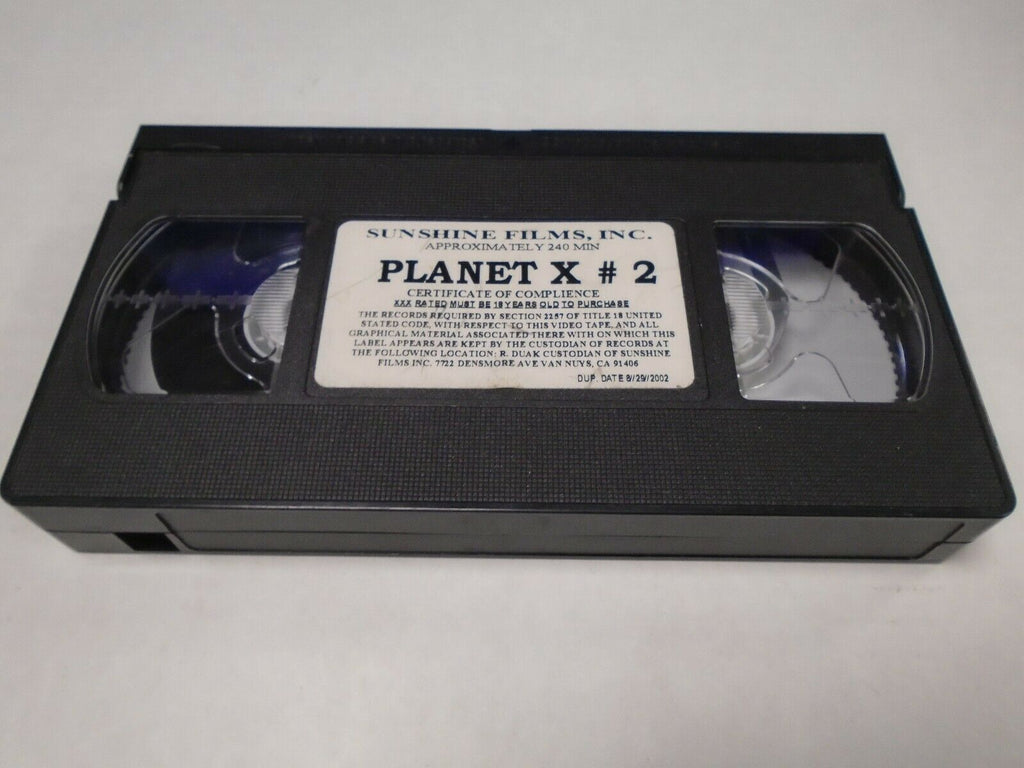 SUNSHINE FILMS, INC.
APPROXIMATELY 240 MIN
PLANET X # 2
CERTIFICATE OF COMPLIENCE
XXX RATED MUST BE 18 YEARS OLD TO PURCHASE
THE RECORDS REQUIRED BY SECTION 2257 OF TITLE 18 UNITED
STATED CODE, WITH RESPECT TO THIS VIDEO TAPE, AND ALL
GRAPHICAL MATERIAL ASSOCIATED THERE WITH ON WHICH THIS
LABEL APPEARS ARE KEPT BY THE CUSTODIAN OF RECORDS AT
THE FOLLOWING LOCATION: R. DUAK CUSTODIAN OF SUNSHINE
FILMS INC. 7722 DENSMORE AVE VAN NUYS, CA 91406
DUP. DATE 8/29//2002